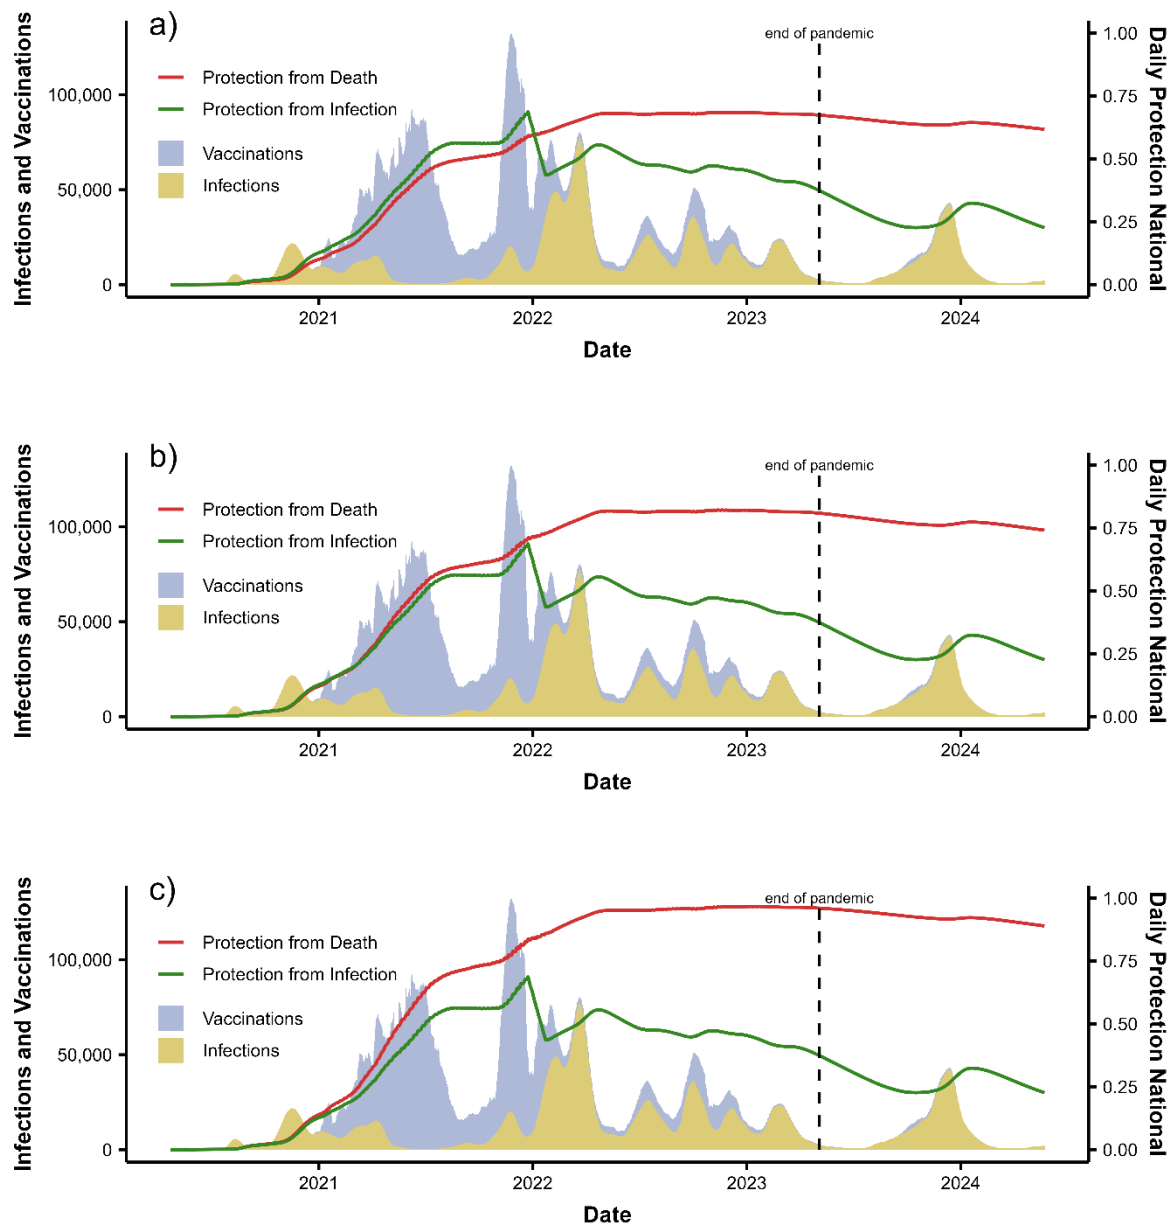 a)
end of pandemic
Infections and Vaccinations
Protection from Death
Protection from Infection
Vaccinations
Infections
100,000
50,000
0
1.00
0.75
0.50
0.25
0.00
Daily Protection National
2021 2022 2023 2024
Date
b)
end of pandemic
Infections and Vaccinations
Protection from Death
Protection from Infection
Vaccinations
Infections
100,000
50,000
0
1.00
0.75
0.50
0.25
0.00
Daily Protection National
2021 2022 2023 2024
Date
c)
end of pandemic
Infections and Vaccinations
Protection from Death
Protection from Infection
Vaccinations
Infections
100,000
50,000
0
1.00
0.75
0.50
0.25
0.00
Daily Protection National
2021 2022 2023 2024
Date